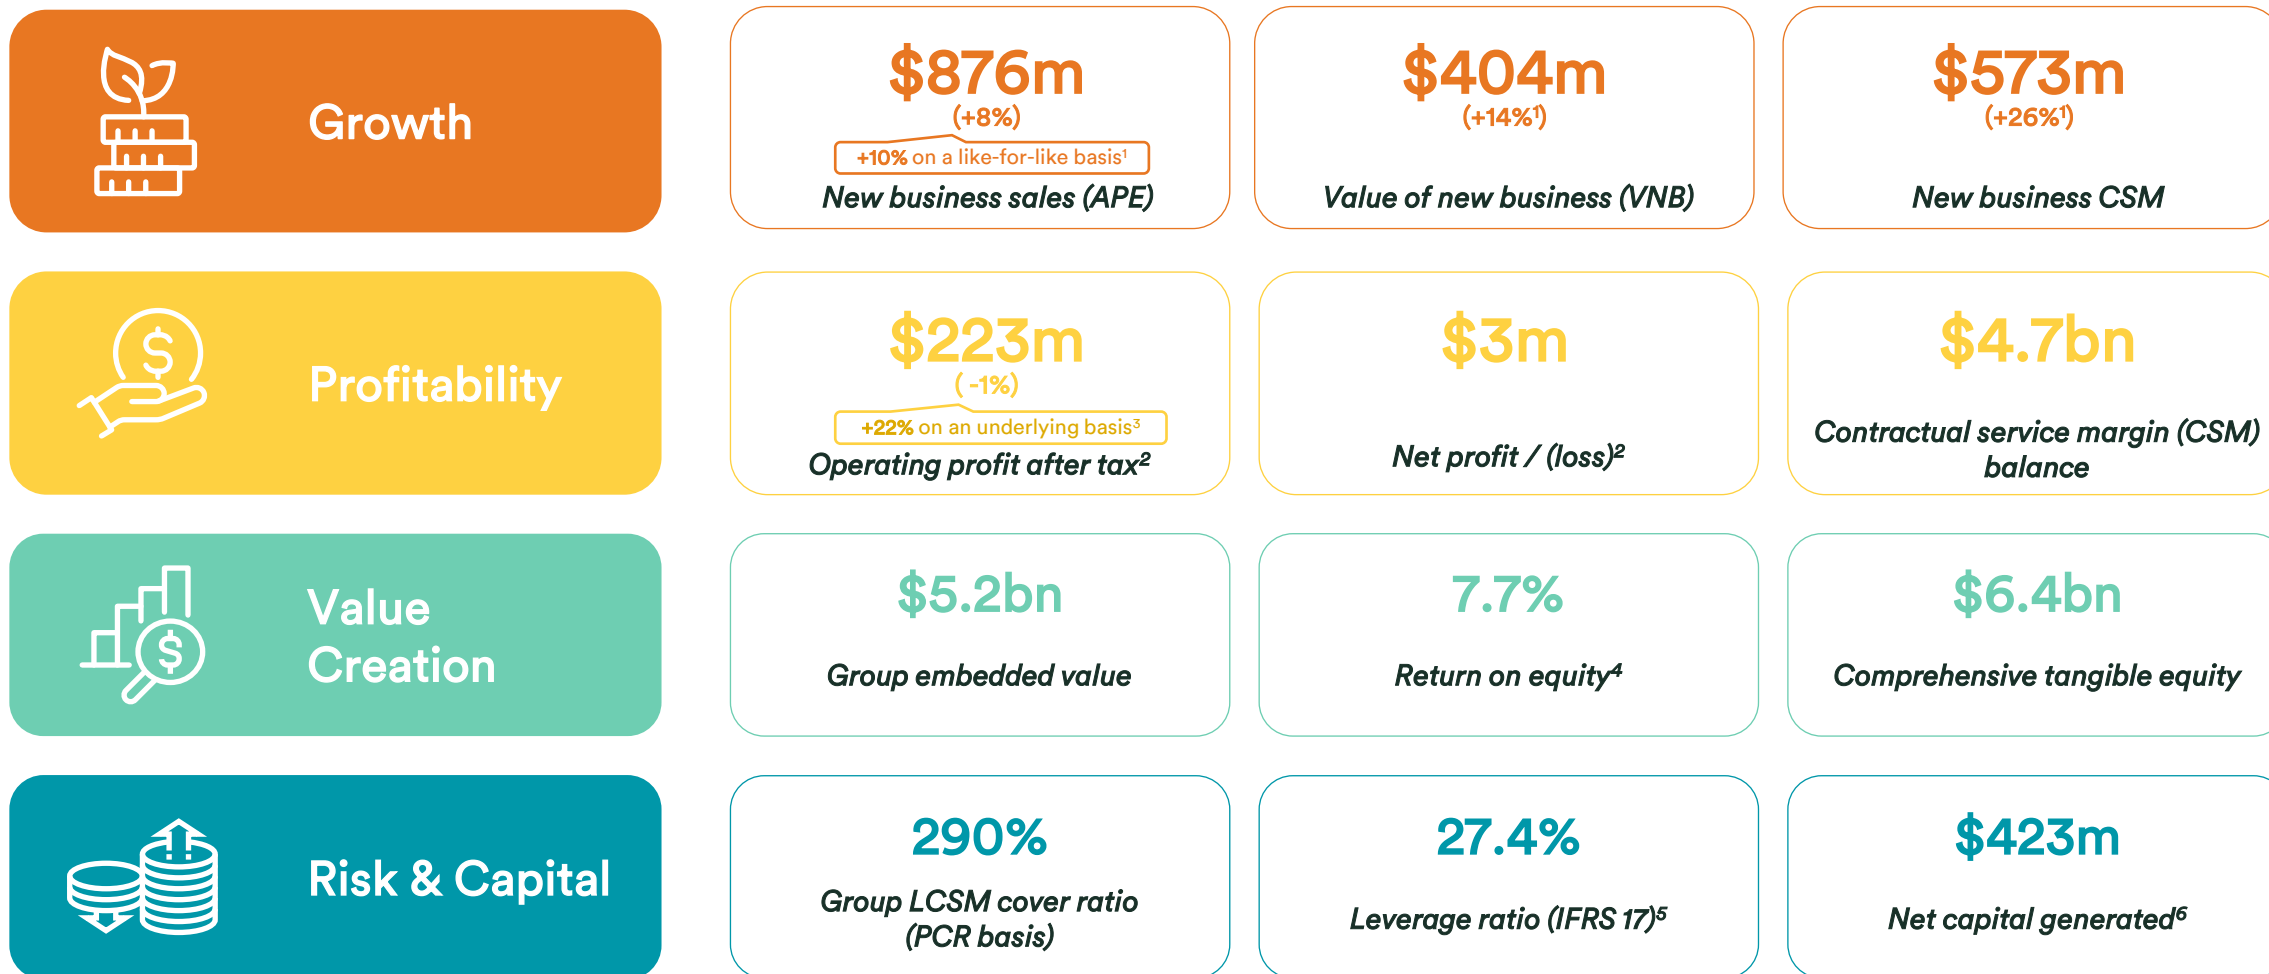 Growth
$876m
(+8%)
+10% on a like-for-like basis¹
New business sales (APE)
$404m
(+14%¹)
Value of new business (VNB)
$573m
(+26%¹)
New business CSM
Profitability
$223m
( -1%)
+22% on an underlying basis³
Operating profit after tax²
$3m
Net profit / (loss)²
$4.7bn
Contractual service margin (CSM)
balance
Value
Creation
$5.2bn
Group embedded value
7.7%
Return on equity⁴
$6.4bn
Comprehensive tangible equity
Risk & Capital
290%
Group LCSM cover ratio
(PCR basis)
27.4%
Leverage ratio (IFRS 17)⁵
$423m
Net capital generated⁶